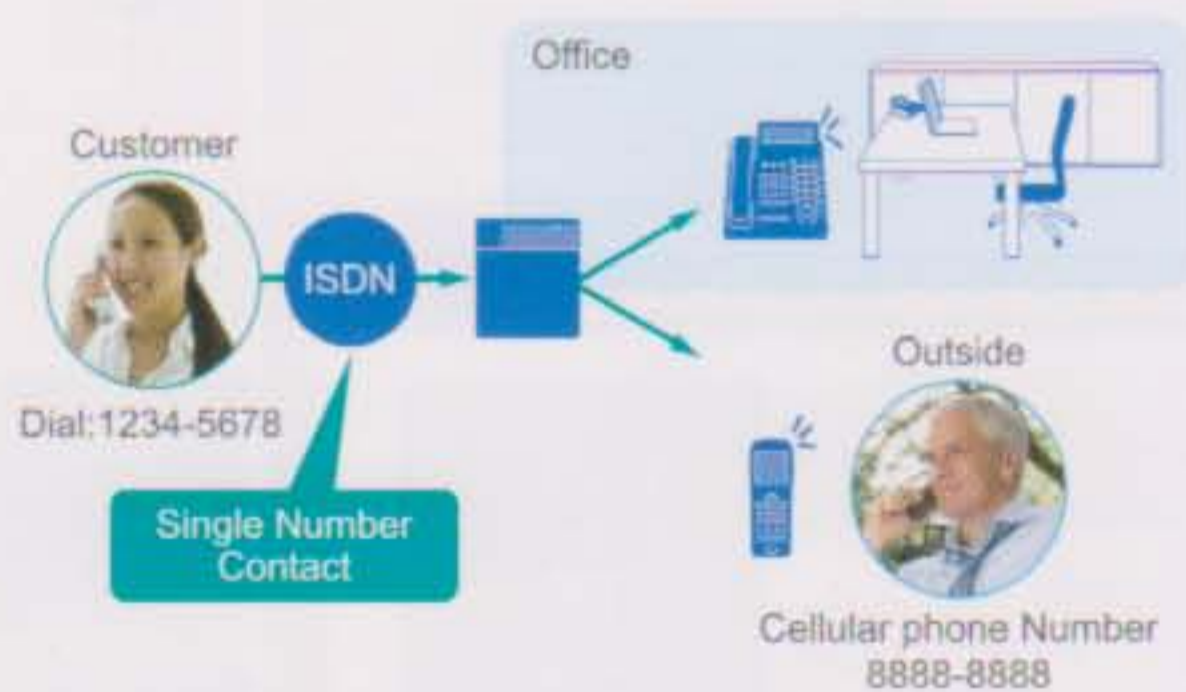 Office
Customer
ISDN
Dial:1234-5678
Single Number
Contact
Outside
Cellular phone Number
8888-8888